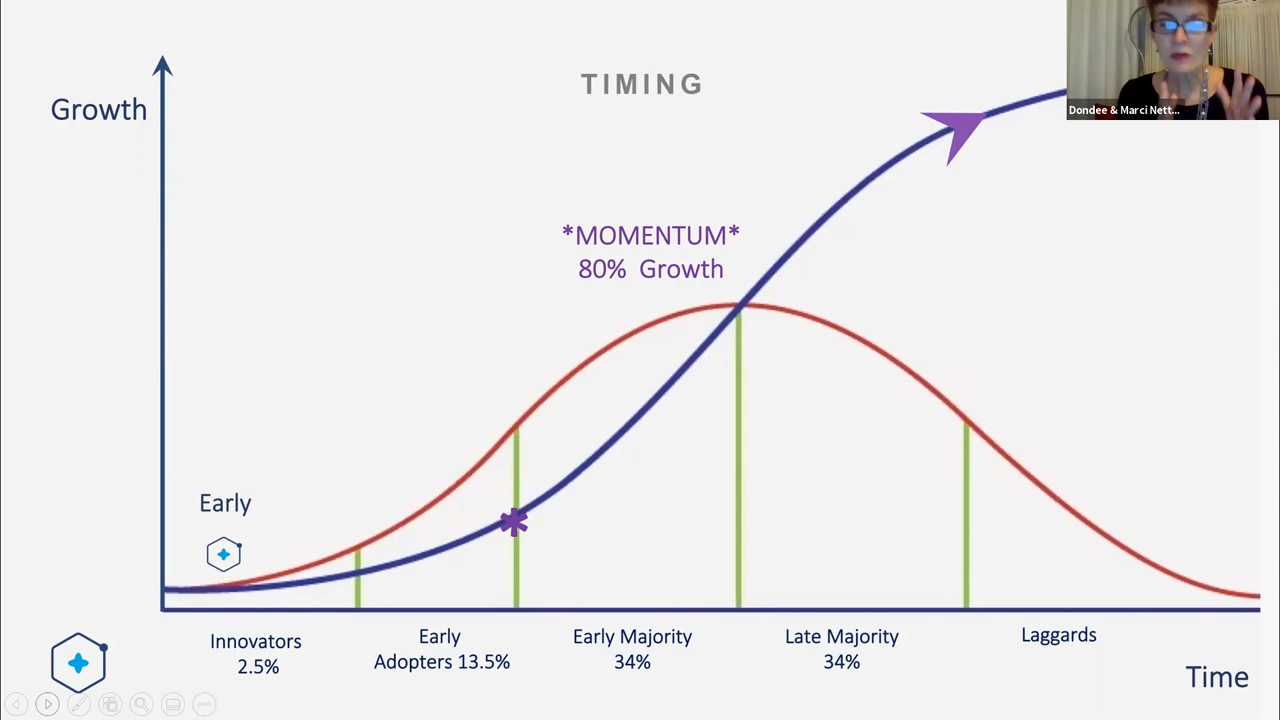 TIMING
Growth
Dondee & Marci Nett...
*MOMENTUM*
80% Growth
Early
Innovators
2.5%
Early
Adopters 13.5%
Early Majority
34%
Late Majority
34%
Laggards
Time